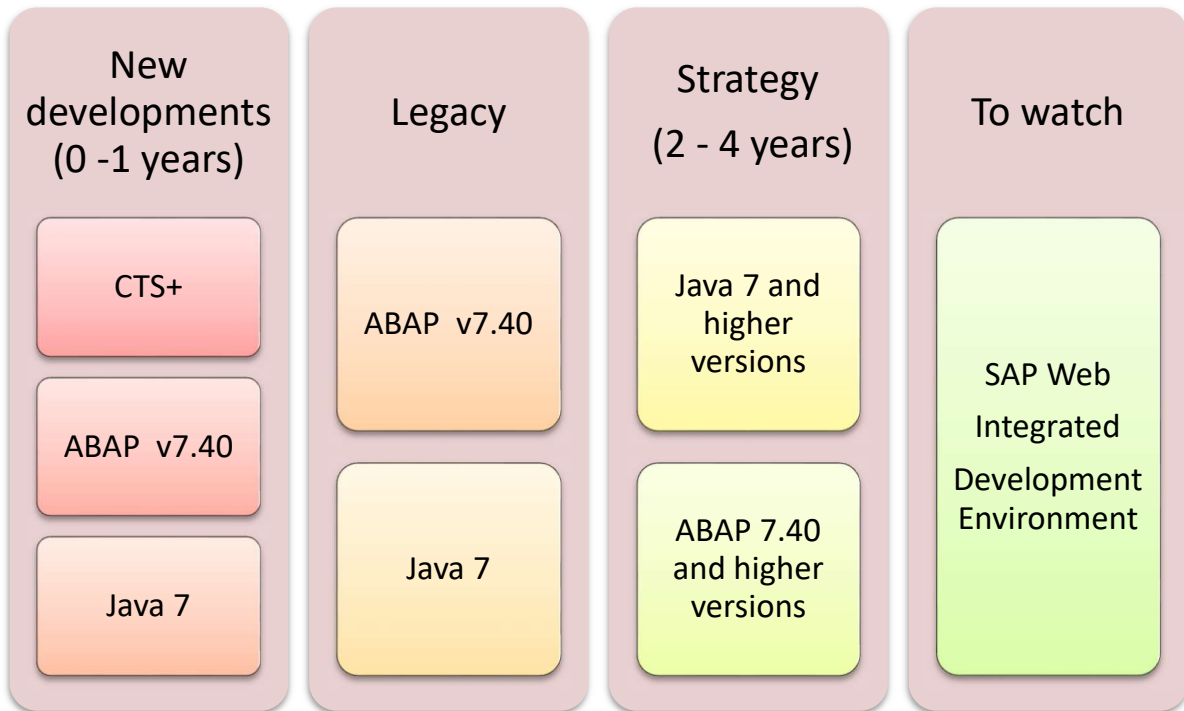 New
developments
(0 -1 years)
CTS+
ABAP  v7.40
Java 7
Legacy
ABAP  v7.40
Java 7
Strategy
(2 - 4 years)
Java 7 and
higher
versions
ABAP 7.40
and higher
versions
To watch
SAP Web
Integrated
Development
Environment